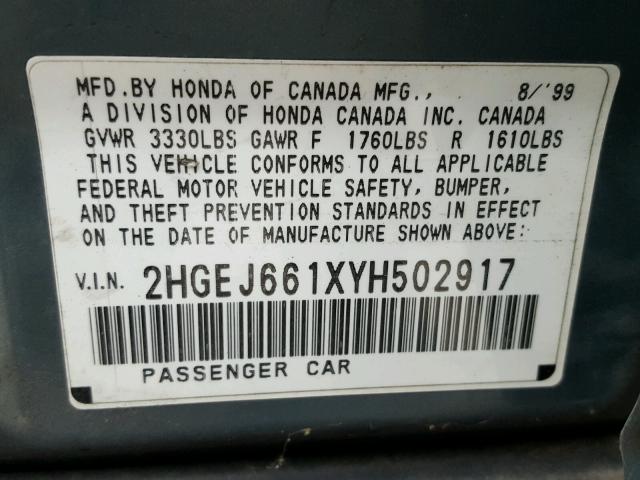 MFD.BY HONDA OF CANADA MFG., 8/'99
A DIVISION OF HONDA CANADA INC. CANADA
GVWR 3330LBS GAWR F 1760LBS R 1610LBS
THIS VEHICLE CONFORMS TO ALL APPLICABLE
FEDERAL MOTOR VEHICLE SAFETY, BUMPER,
AND THEFT PREVENTION STANDARDS IN EFFECT
ON THE DATE OF MANUFACTURE SHOWN ABOVE:
V.I.N. 2HGEJ661XYH502917
PASSENGER CAR